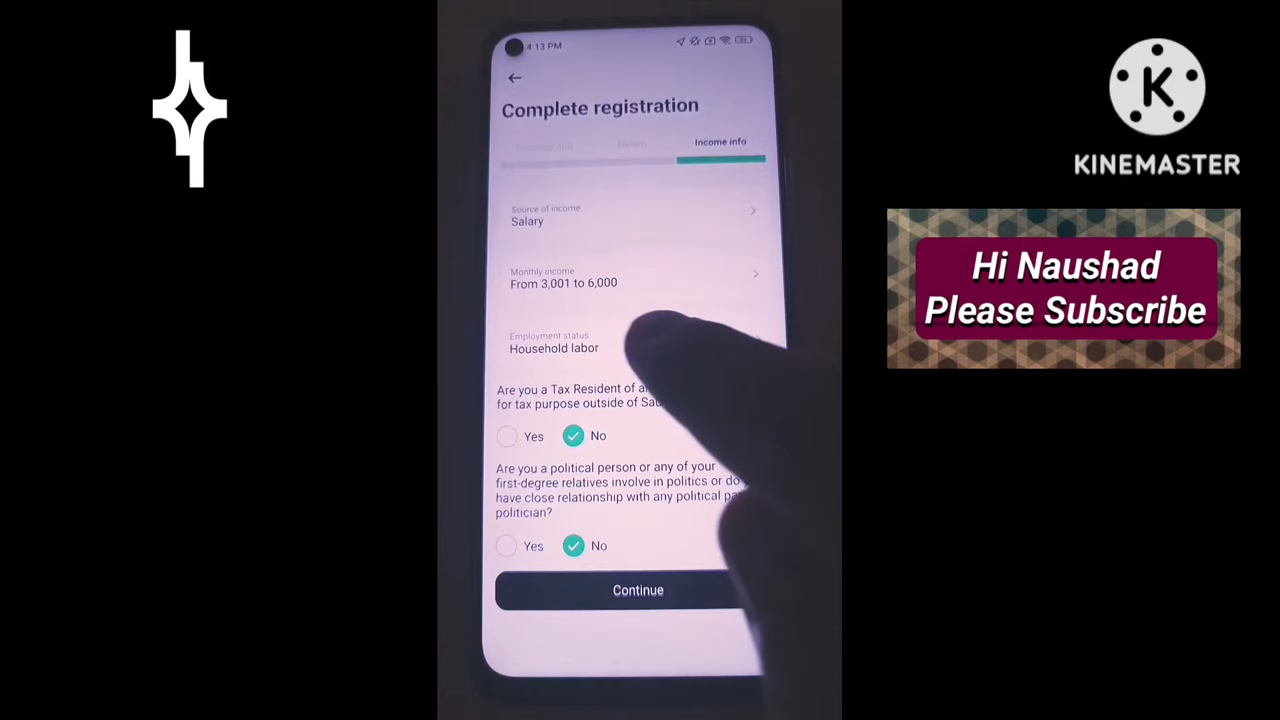 4:13 PM
Complete registration
Income info
Source of income
Salary
Monthly income
From 3,001 to 6,000
Employment status
Household labor
Are you a Tax Resident of
for tax purpose outside of
Yes
No
Are you a political person or any of your
first-degree relatives involve in politics or do
have close relationship with any political
politician?
Yes
No
Continue
K
KINEMASTER
Hi Naushad
Please Subscribe